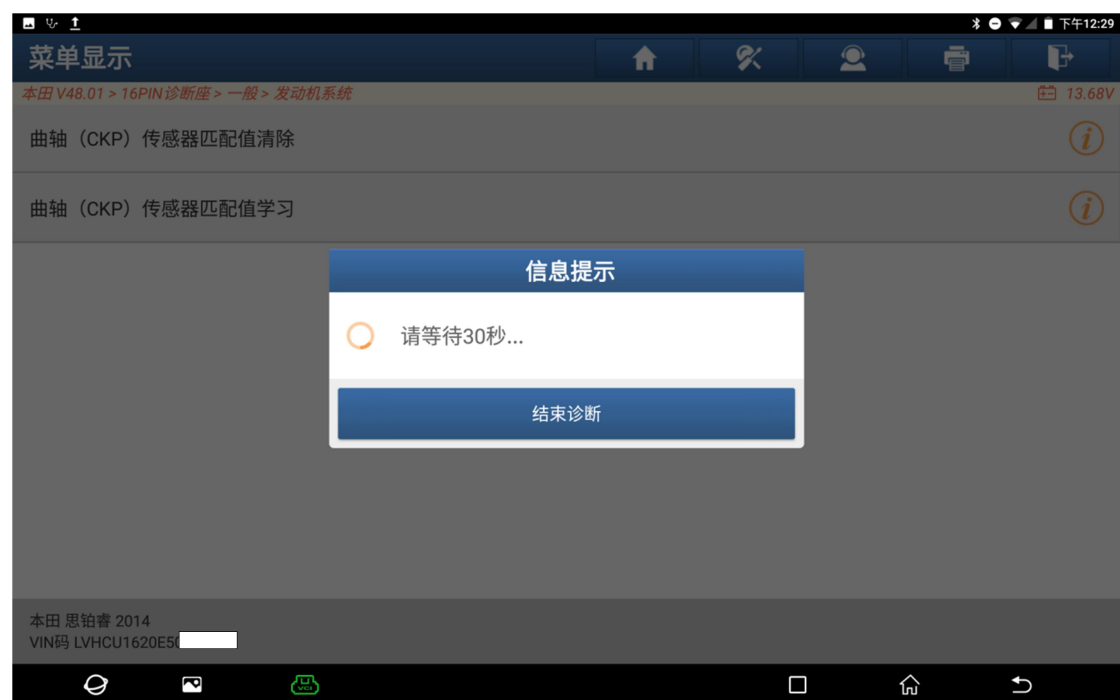 下午12:29
菜单显示
本田 V48.01 > 16PIN诊断座 > 一般 > 发动机系统
13.68V
曲轴（CKP）传感器匹配值清除
曲轴（CKP）传感器匹配值学习
信息提示
请等待30秒...
结束诊断
本田 思铂睿 2014
VIN码 LVHCU1620E5
VCI